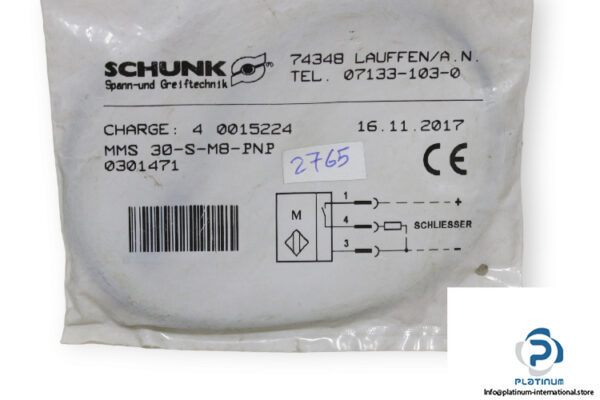 SCHUNK
Spann-und Greiftechnik
74348 LAUFFEN/A.N.
TEL. 07133-103-0
CHARGE: 4 0015224
16.11.2017
MMS 30-S-M8-PNP
0301471
2765
CE
M
1
+
4
SCHLIESSER
3
−
P
PLATINUM
Info@platinum-international.store